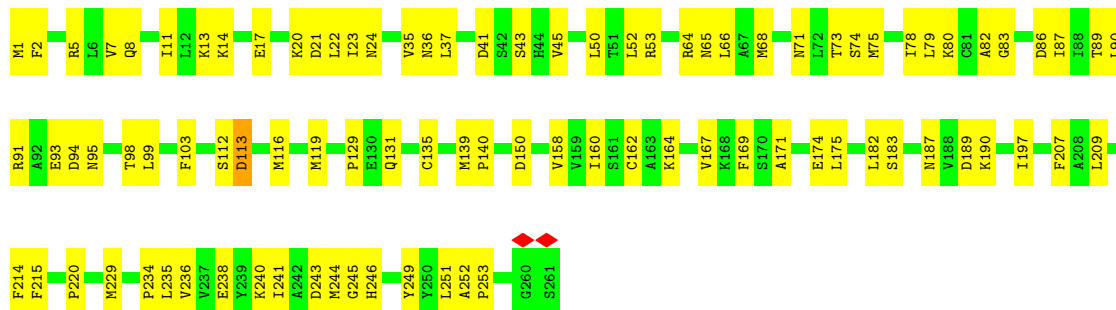 M1 F2 R5 L6 V7 Q8 I11 L12 K13 K14 E17 K20 D21 L22 I23 N24 V35 N36 L37 D41 S42 S43 H44 V45 L50 T51 L52 R53 R64 N65 L66 A67 M68 N71 L72 T73 S74 M75 I78 L79 K80 C81 A82 G83 D86 I87 I88 T89
R91 A92 E93 D94 N95 T98 L99 F103 S112 D113 M116 M119 P129 E130 Q131 C135 M139 P140 D150 V158 V159 I160 S161 C162 A163 K164 V167 K168 F169 S170 A171 E174 L175 L182 S183 N187 V188 D189 K190 I197 F207 A208 L209
F214 F215 P220 M229 P234 L235 V236 V237 E238 Y239 K240 I241 A242 D243 M244 G245 H246 Y249 Y250 L251 A252 P253 G260 S261